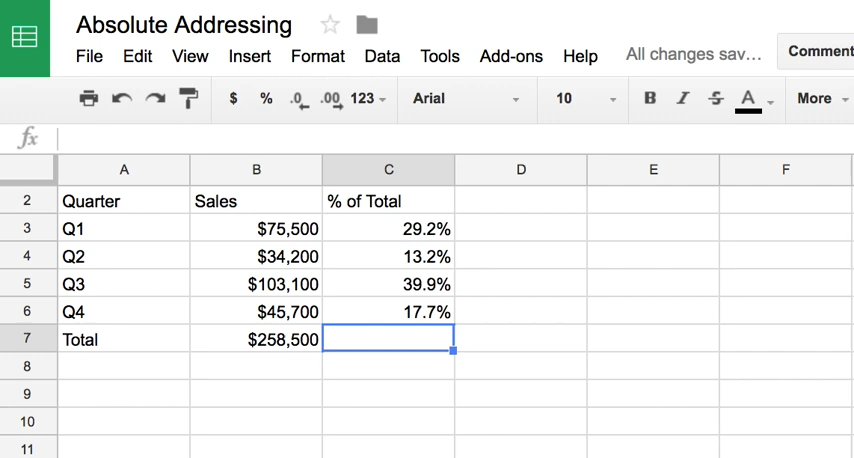 Absolute Addressing
File Edit View Insert Format Data Tools Add-ons Help All changes sav... Comment
$ % .0 .00 123 Arial 10 B I S A More
fx
A B C D E F
2 Quarter Sales % of Total
3 Q1 $75,500 29.2%
4 Q2 $34,200 13.2%
5 Q3 $103,100 39.9%
6 Q4 $45,700 17.7%
7 Total $258,500
8
9
10
11